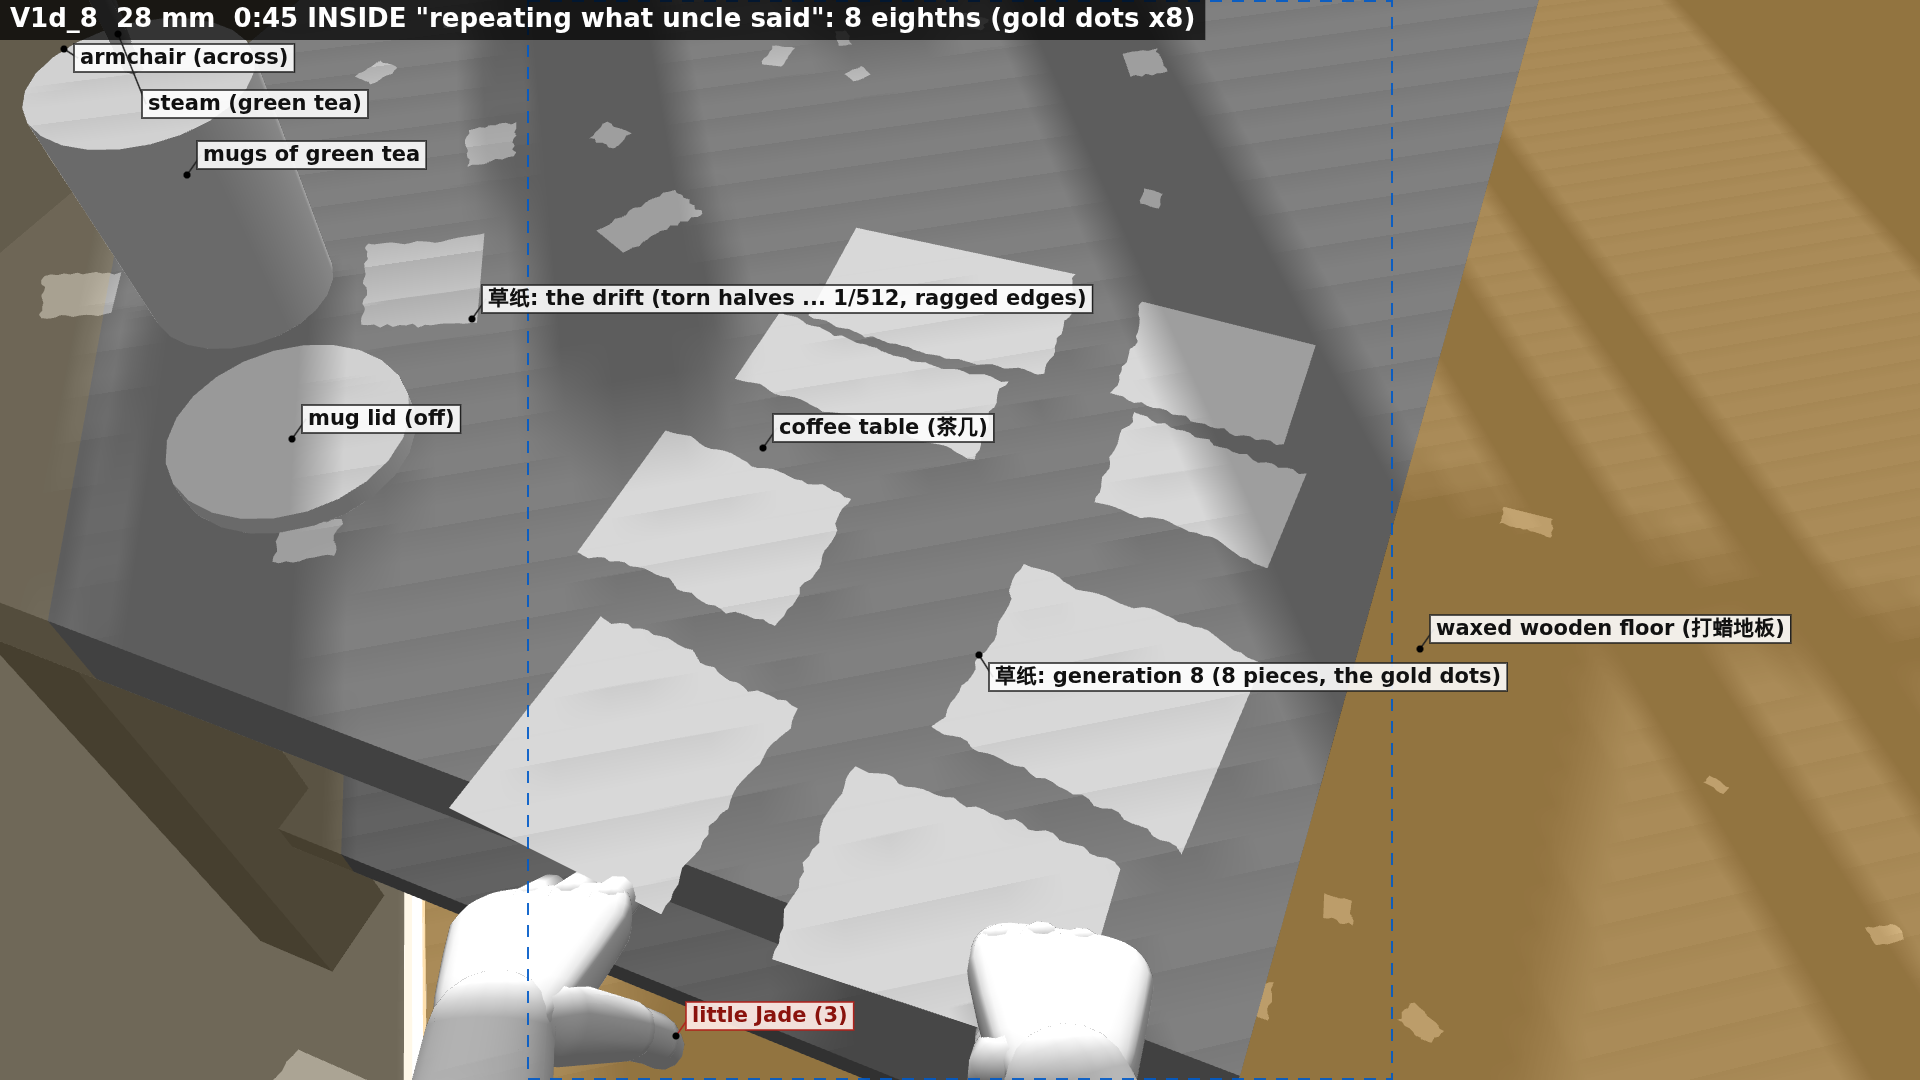 V1d_8 28 mm 0:45 INSIDE "repeating what uncle said": 8 eighths (gold dots x8)
armchair (across)
steam (green tea)
mugs of green tea
草纸: the drift (torn halves ... 1/512, ragged edges)
mug lid (off)
coffee table (茶几)
waxed wooden floor (打蜡地板)
草纸: generation 8 (8 pieces, the gold dots)
little Jade (3)